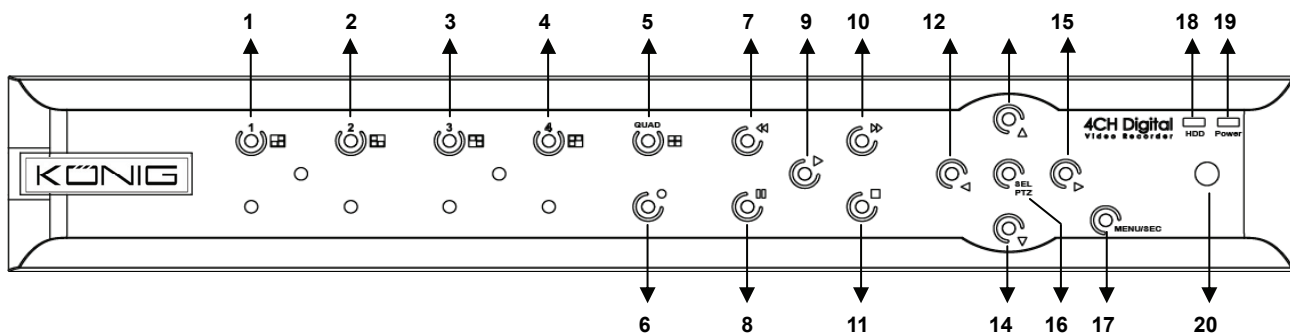 1 2 3 4 5 7 9 10 12 15 18 19
1 2 3 4 QUAD
4CH Digital
Video Recorder
HDD Power
KÖNIG
SEL
PTZ
MENU/SEC
6 8 11 14 16 17 20